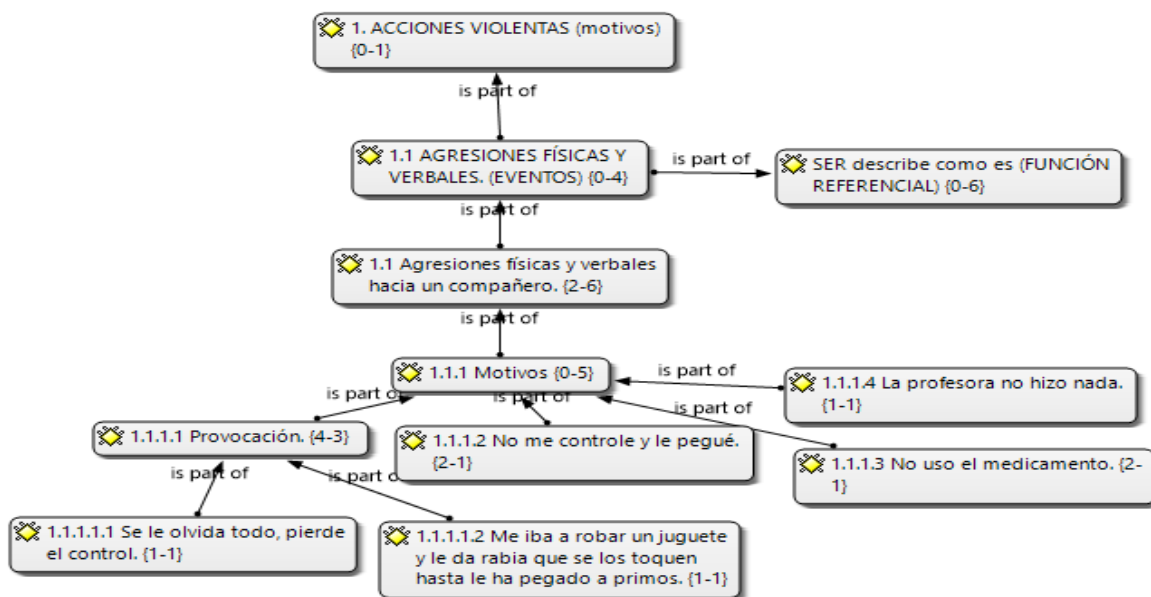 1. ACCIONES VIOLENTAS (motivos)
{0-1}
is part of
1.1 AGRESIONES FÍSICAS Y
VERBALES. (EVENTOS) {0-4}
is part of
SER describe como es (FUNCIÓN
REFERENCIAL) {0-6}
is part of
1.1 Agresiones físicas y verbales
hacia un compañero. {2-6}
is part of
1.1.1 Motivos {0-5}
is part of
1.1.1.4 La profesora no hizo nada.
{1-1}
is part of
is part of
is part of
1.1.1.1 Provocación. {4-3}
1.1.1.2 No me controle y le pegué.
{2-1}
1.1.1.3 No uso el medicamento. {2-
1}
is part of
is part of
1.1.1.1.1 Se le olvida todo, pierde
el control. {1-1}
1.1.1.1.2 Me iba a robar un juguete
y le da rabia que se los toquen
hasta le ha pegado a primos. {1-1}